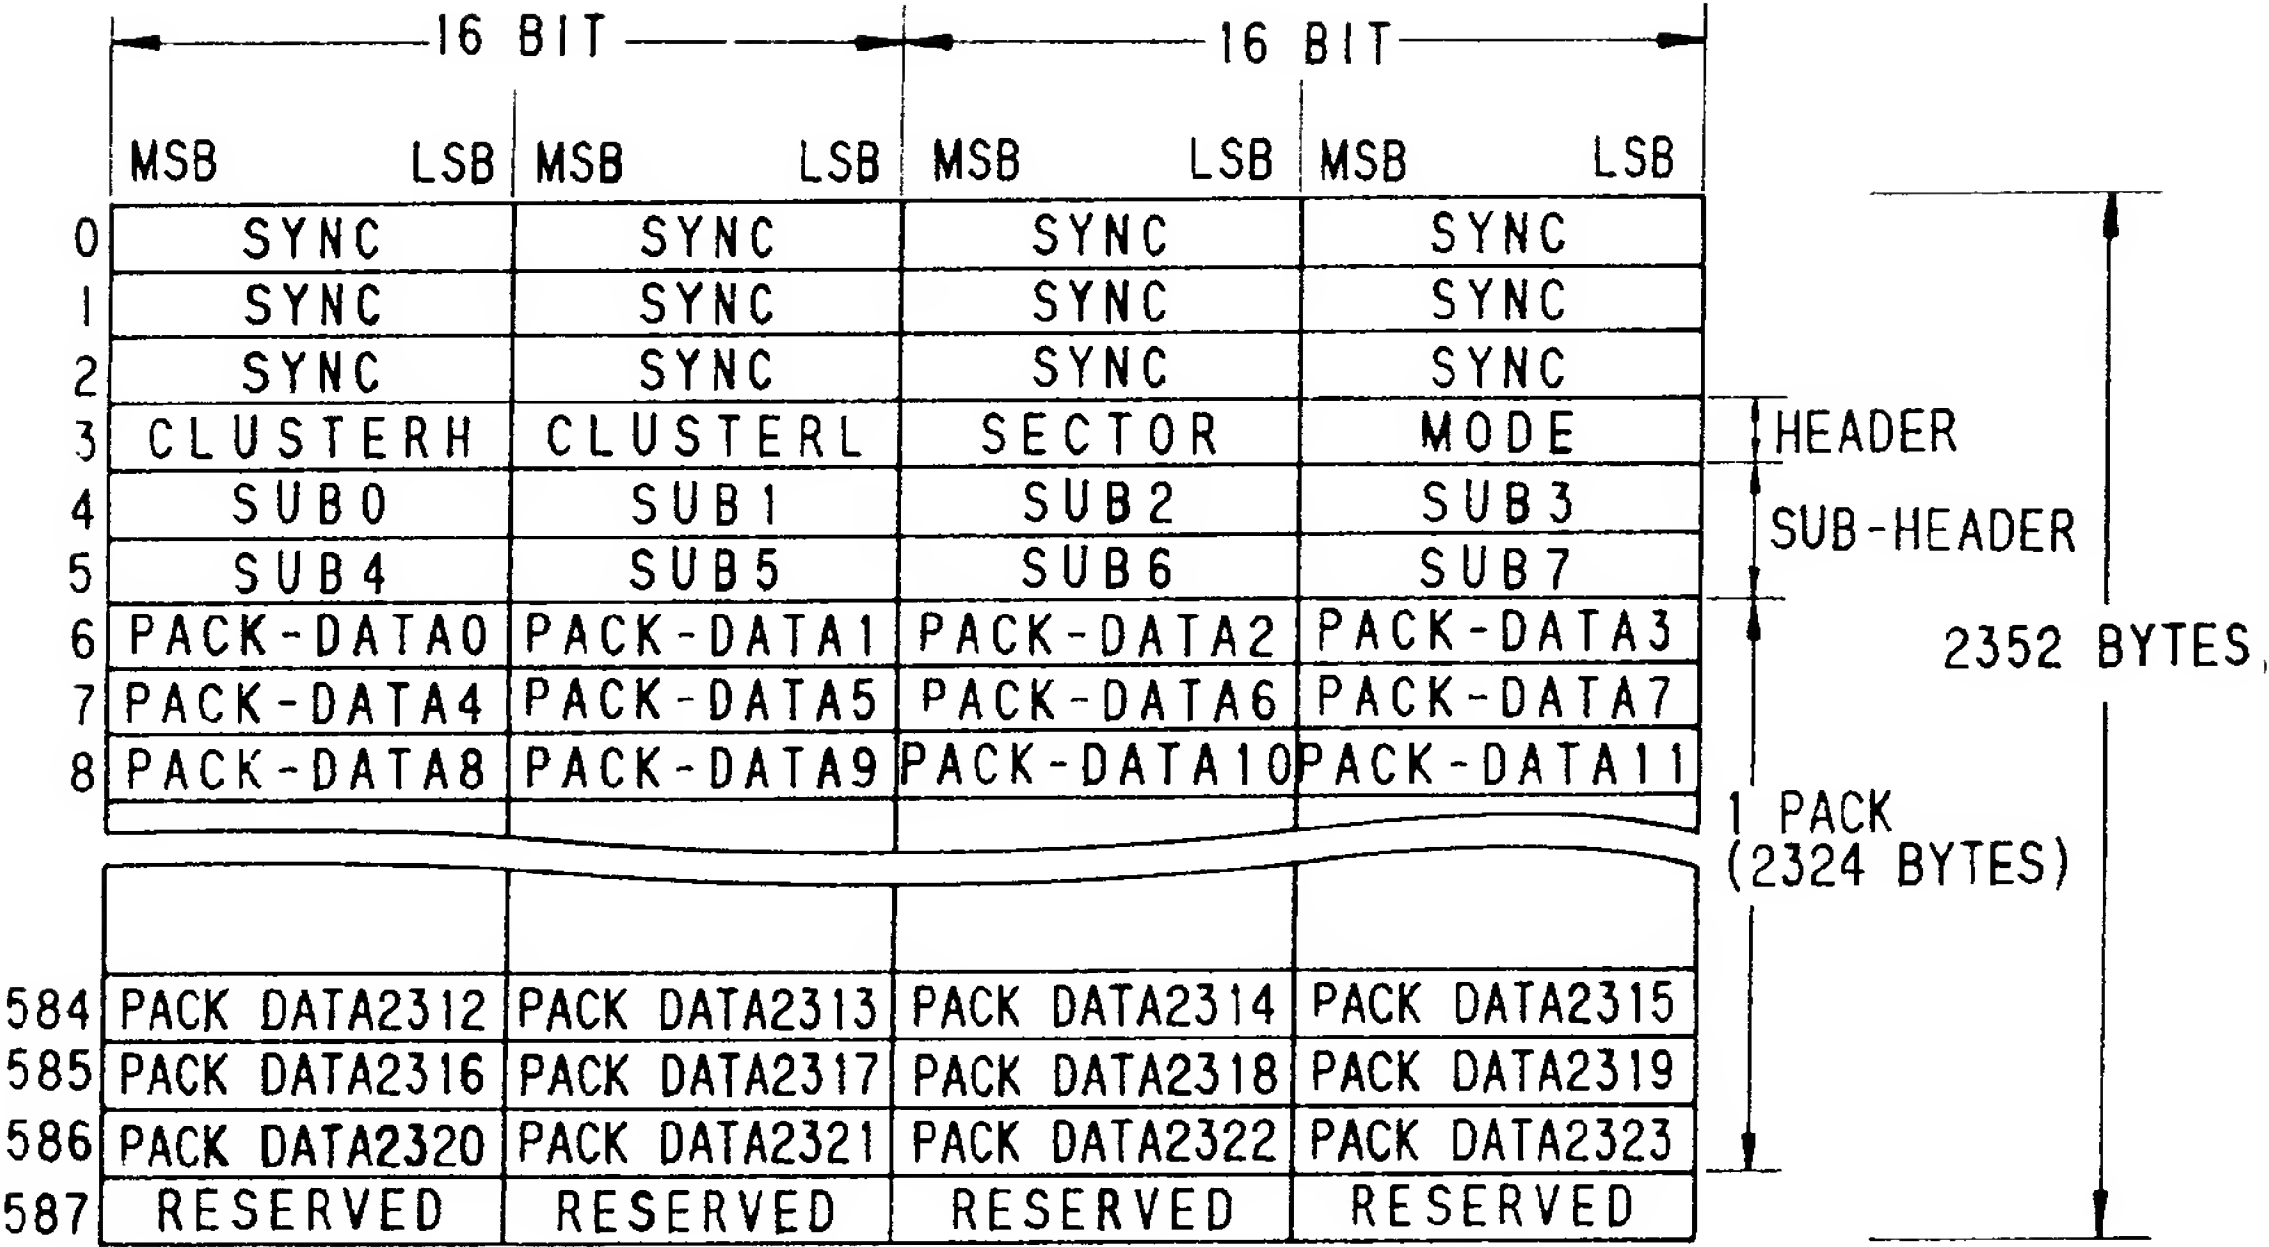 16 BIT 16 BIT
MSB LSB MSB LSB MSB LSB MSB LSB
0 SYNC SYNC SYNC SYNC
1 SYNC SYNC SYNC SYNC
2 SYNC SYNC SYNC SYNC
3 CLUSTERH CLUSTERL SECTOR MODE HEADER
4 SUB0 SUB1 SUB2 SUB3
SUB-HEADER
5 SUB4 SUB5 SUB6 SUB7
6 PACK-DATA0 PACK-DATA1 PACK-DATA2 PACK-DATA3
2352 BYTES,
7 PACK-DATA4 PACK-DATA5 PACK-DATA6 PACK-DATA7
8 PACK-DATA8 PACK-DATA9 PACK-DATA10 PACK-DATA11
1 PACK
(2324 BYTES)
584 PACK DATA2312 PACK DATA2313 PACK DATA2314 PACK DATA2315
585 PACK DATA2316 PACK DATA2317 PACK DATA2318 PACK DATA2319
586 PACK DATA2320 PACK DATA2321 PACK DATA2322 PACK DATA2323
587 RESERVED RESERVED RESERVED RESERVED